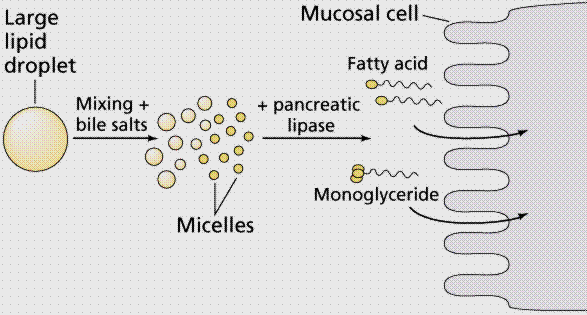 Large
lipid
droplet
Mixing +
bile salts
Micelles
+ pancreatic
lipase
Mucosal cell
Fatty acid
Monoglyceride